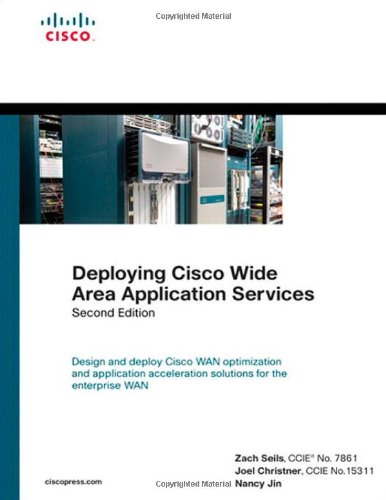 Copyrighted Material
CISCO.
Deploying Cisco Wide
Area Application Services
Second Edition
Design and deploy Cisco WAN optimization
and application acceleration solutions for the
enterprise WAN
Zach Seils, CCIE® No. 7861
Joel Christner, CCIE No.15311
ciscopress.com
Nancy Jin
Copyrighted Material